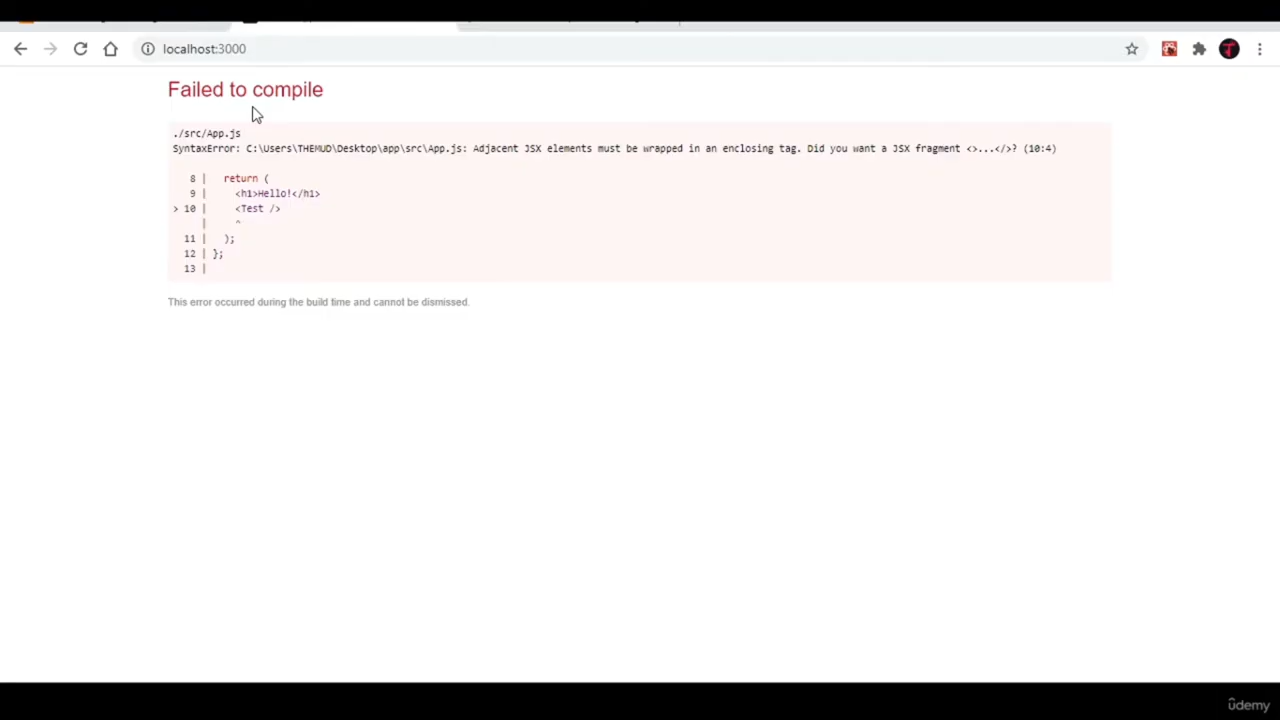 localhost:3000
Failed to compile
./src/App.js
SyntaxError: C:\Users\THEMUD\Desktop\app\src\App.js: Adjacent JSX elements must be wrapped in an enclosing tag. Did you want a JSX fragment <>...</>? (10:4)
8 | return (
9 | <h1>Hello!</h1>
> 10 | <Test />
| ^
11 | );
12 | };
13 |
This error occurred during the build time and cannot be dismissed.
ûdemy